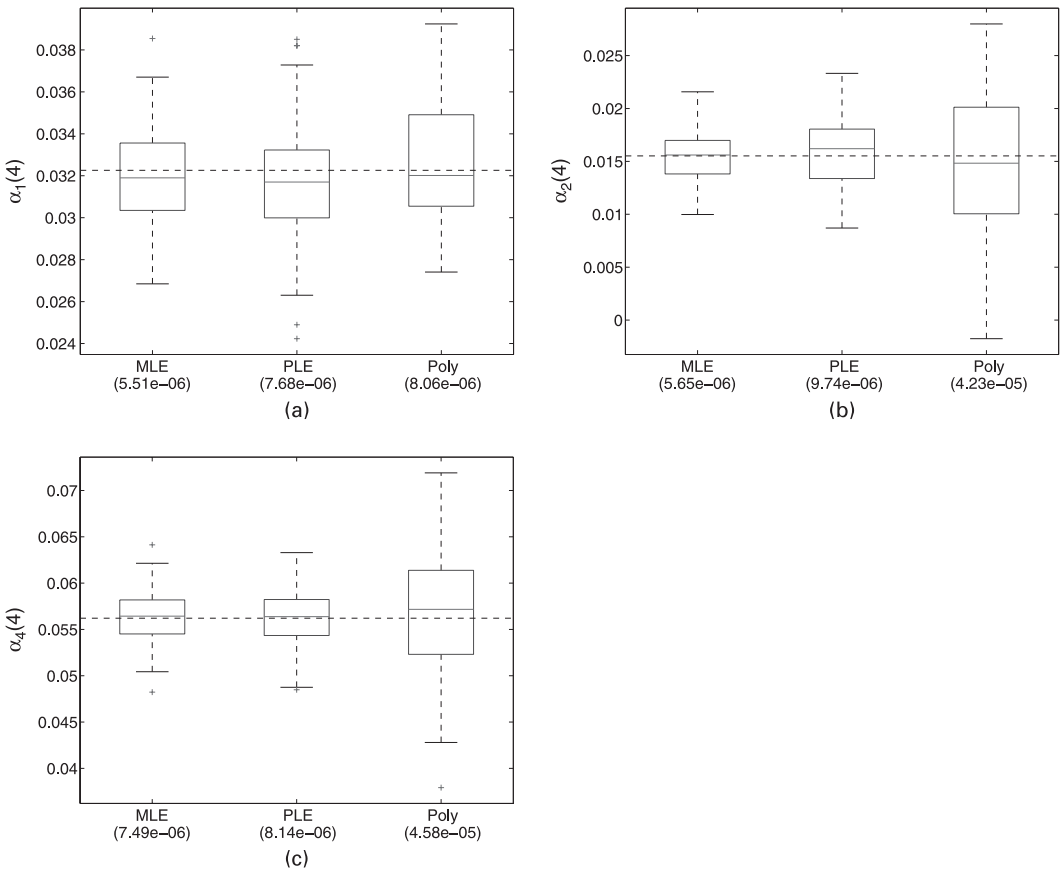 0.038
0.036
0.034
0.032
0.03
0.028
0.026
0.024
α₁(4)
MLE PLE Poly
(5.51e−06) (7.68e−06) (8.06e−06)
(a)
0.025
0.02
0.015
0.01
0.005
0
α₂(4)
MLE PLE Poly
(5.65e−06) (9.74e−06) (4.23e−05)
(b)
0.07
0.065
0.06
0.055
0.05
0.045
0.04
α₄(4)
MLE PLE Poly
(7.49e−06) (8.14e−06) (4.58e−05)
(c)